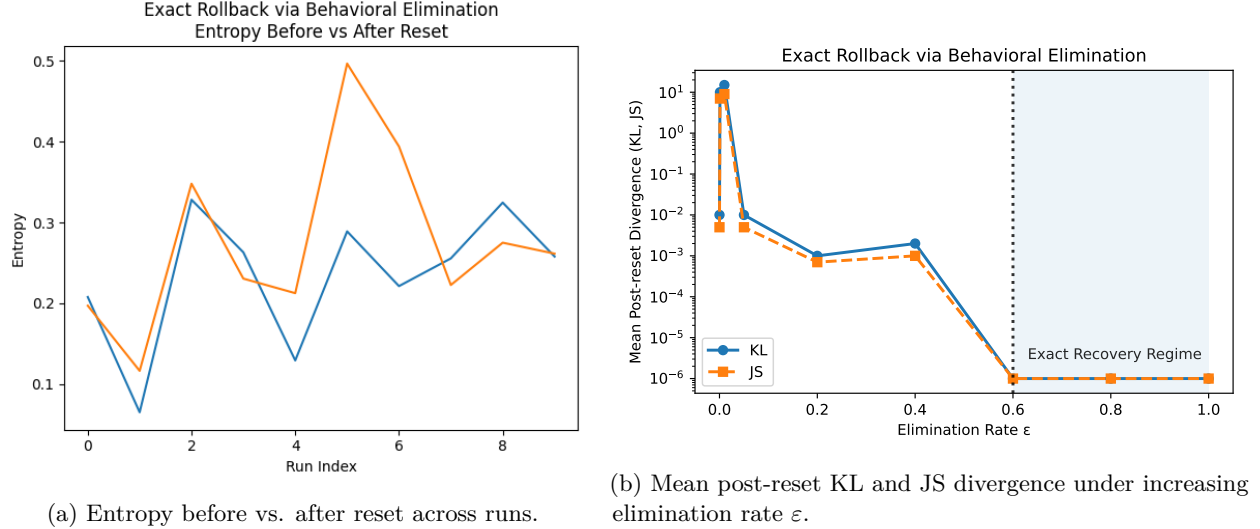 Exact Rollback via Behavioral Elimination
Entropy Before vs After Reset
Entropy
0.5
0.4
0.3
0.2
0.1
0 2 4 6 8
Run Index
(a) Entropy before vs. after reset across runs.
Exact Rollback via Behavioral Elimination
Mean Post-reset Divergence (KL, JS)
10¹
10⁰
10⁻¹
10⁻²
10⁻³
10⁻⁴
10⁻⁵
10⁻⁶
KL
JS
Exact Recovery Regime
0.0 0.2 0.4 0.6 0.8 1.0
Elimination Rate ε
(b) Mean post-reset KL and JS divergence under increasing
elimination rate ε.